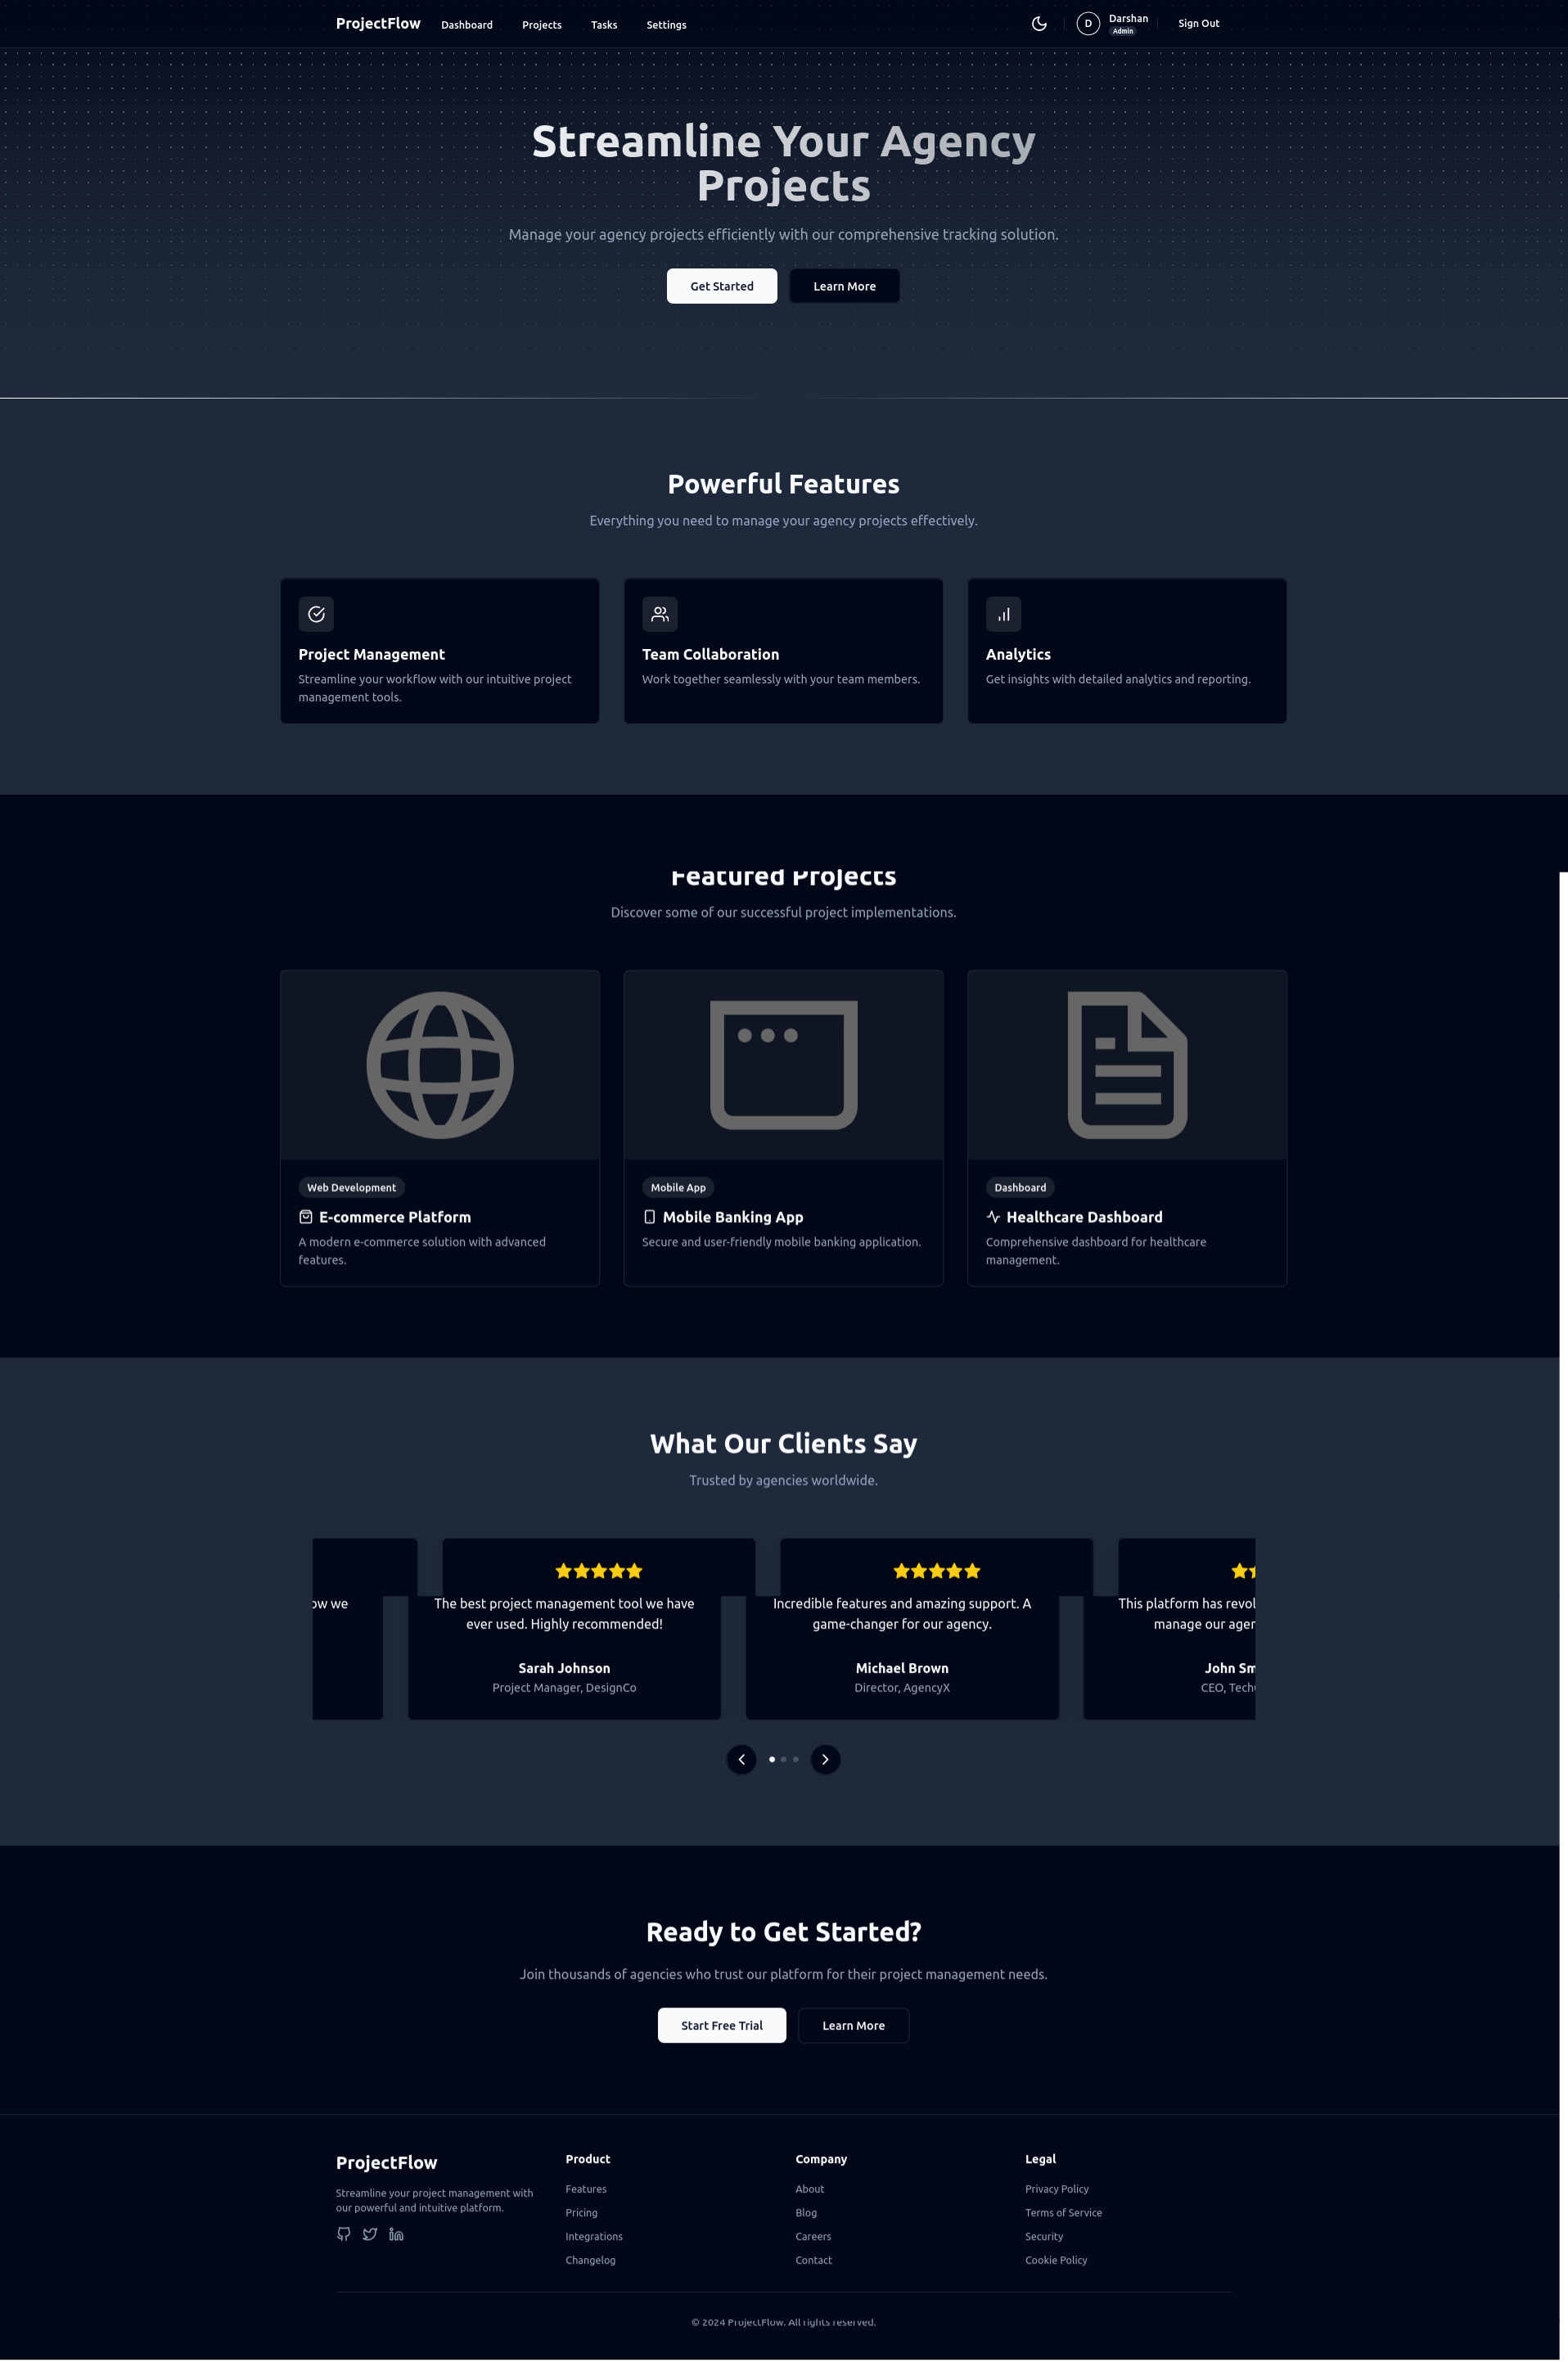 ProjectFlow Dashboard Projects Tasks Settings D Darshan Sign Out
Admin
Streamline Your Agency
Projects
Manage your agency projects efficiently with our comprehensive tracking solution.
Get Started Learn More
Powerful Features
Everything you need to manage your agency projects effectively.
Project Management
Streamline your workflow with our intuitive project
management tools.
Team Collaboration
Work together seamlessly with your team members.
Analytics
Get insights with detailed analytics and reporting.
Featured Projects
Discover some of our successful project implementations.
Web Development
E-commerce Platform
A modern e-commerce solution with advanced
features.
Mobile App
Mobile Banking App
Secure and user-friendly mobile banking application.
Dashboard
Healthcare Dashboard
Comprehensive dashboard for healthcare
management.
What Our Clients Say
Trusted by agencies worldwide.
ow we
The best project management tool we have
ever used. Highly recommended!
Sarah Johnson
Project Manager, DesignCo
Incredible features and amazing support. A
game-changer for our agency.
Michael Brown
Director, AgencyX
This platform has revol
manage our agen
John Sm
CEO, Tech
Ready to Get Started?
Join thousands of agencies who trust our platform for their project management needs.
Start Free Trial Learn More
ProjectFlow
Streamline your project management with
our powerful and intuitive platform.
Product
Features
Pricing
Integrations
Changelog
Company
About
Blog
Careers
Contact
Legal
Privacy Policy
Terms of Service
Security
Cookie Policy
© 2024 ProjectFlow. All rights reserved.